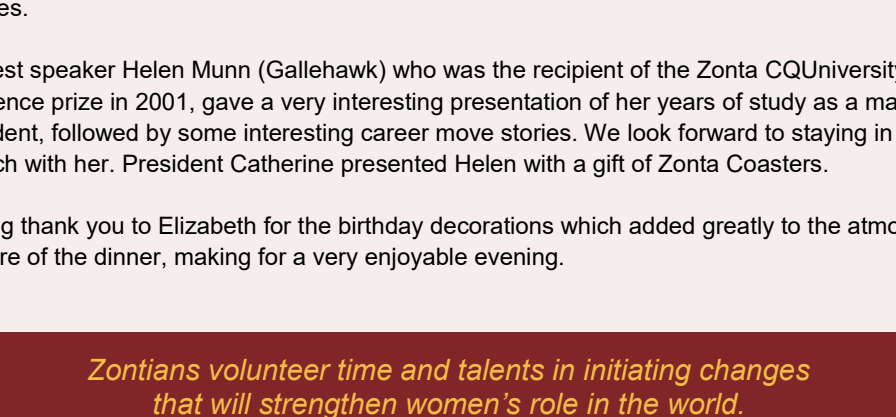 es.
est speaker Helen Munn (Gallehawk) who was the recipient of the Zonta CQUniversity
ence prize in 2001, gave a very interesting presentation of her years of study as a ma
dent, followed by some interesting career move stories. We look forward to staying in
ch with her. President Catherine presented Helen with a gift of Zonta Coasters.
g thank you to Elizabeth for the birthday decorations which added greatly to the atmo
re of the dinner, making for a very enjoyable evening.
Zontians volunteer time and talents in initiating changes
that will strengthen women's role in the world.